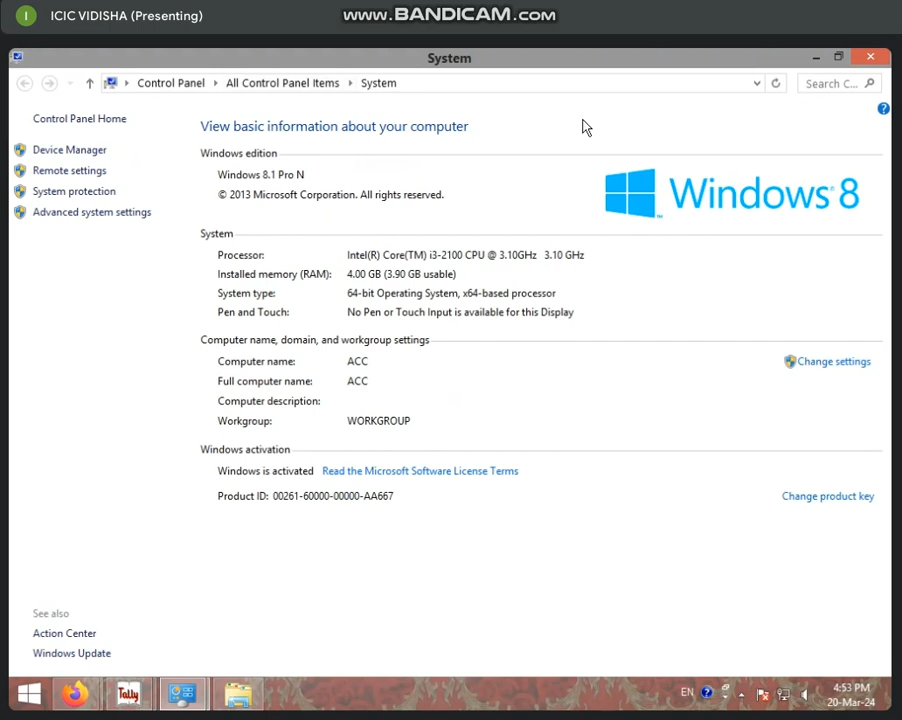 I ICIC VIDISHA (Presenting)
WWW.BANDICAM.COM
System
Control Panel All Control Panel Items System Search C...
Control Panel Home
Device Manager
Remote settings
System protection
Advanced system settings
View basic information about your computer
Windows edition
Windows 8.1 Pro N
© 2013 Microsoft Corporation. All rights reserved.
Windows 8
System
Processor: Intel(R) Core(TM) i3-2100 CPU @ 3.10GHz 3.10 GHz
Installed memory (RAM): 4.00 GB (3.90 GB usable)
System type: 64-bit Operating System, x64-based processor
Pen and Touch: No Pen or Touch Input is available for this Display
Computer name, domain, and workgroup settings
Computer name: ACC Change settings
Full computer name: ACC
Computer description:
Workgroup: WORKGROUP
Windows activation
Windows is activated Read the Microsoft Software License Terms
Product ID: 00261-60000-00000-AA667 Change product key
See also
Action Center
Windows Update
Tally
EN 4:53 PM
20-Mar-24